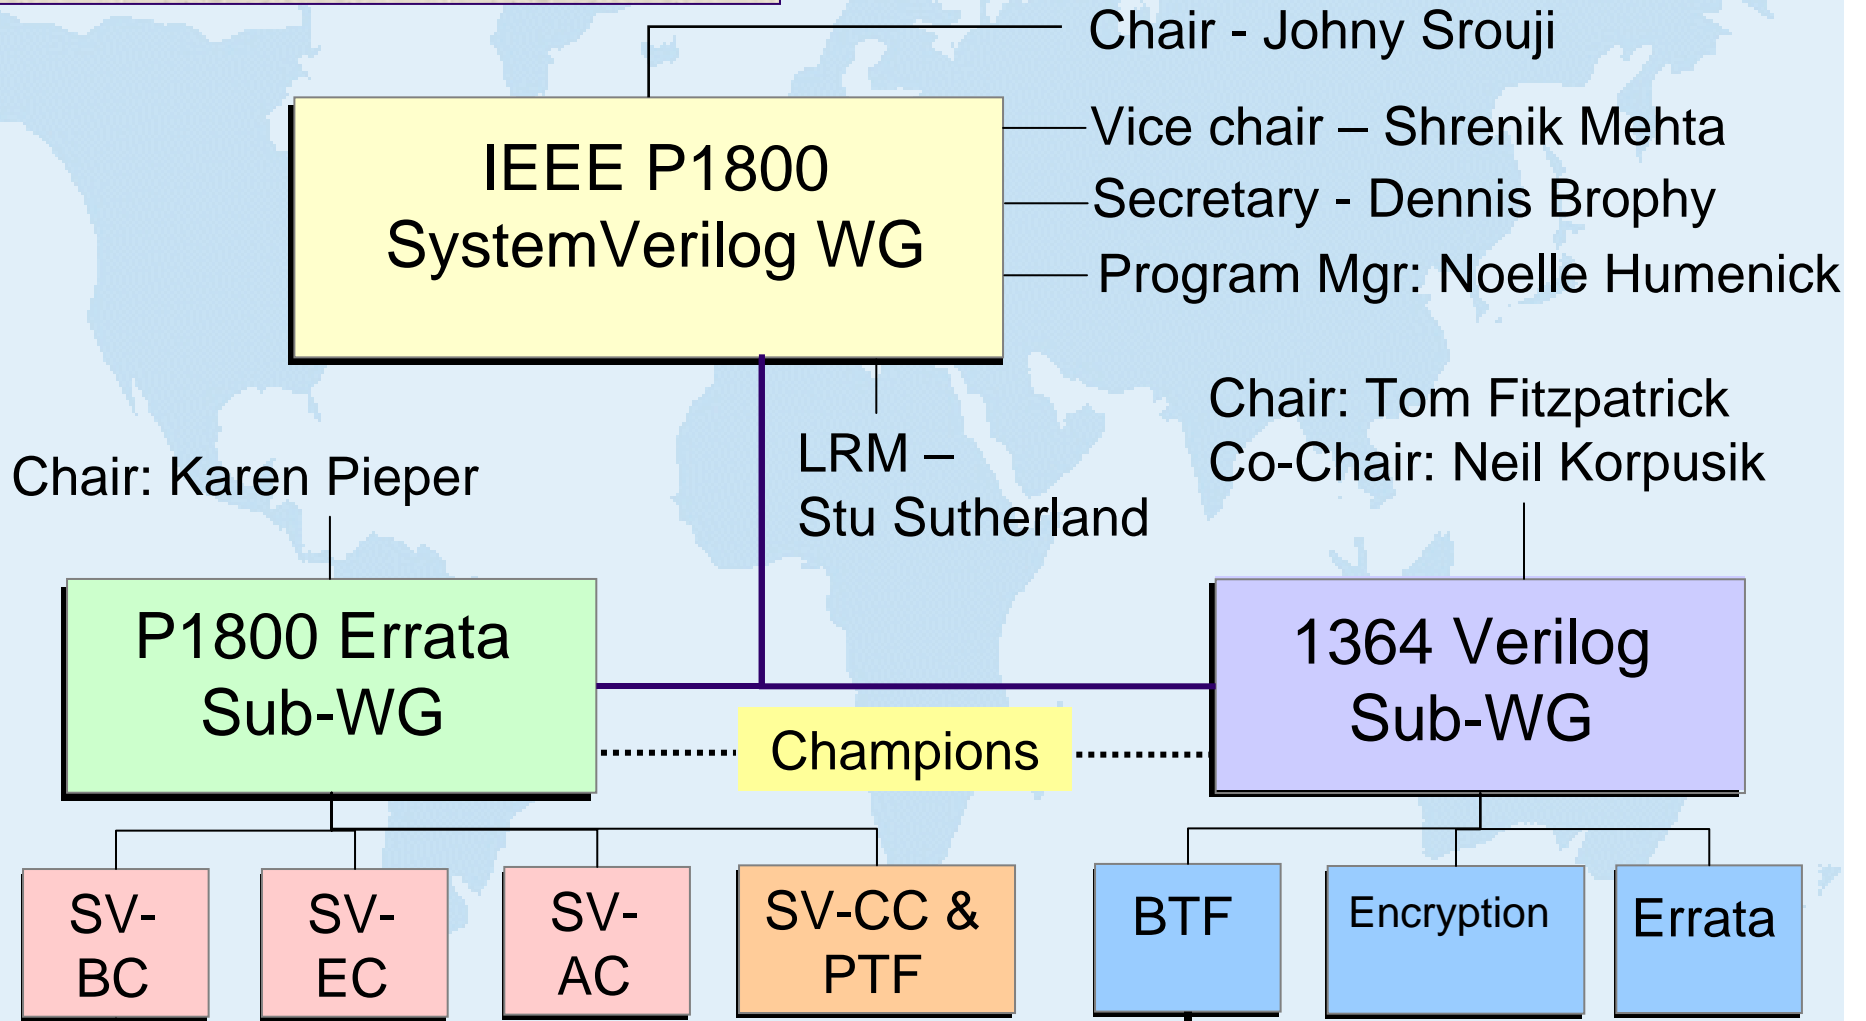 Chair - Johny Srouji
IEEE P1800
SystemVerilog WG
Vice chair – Shrenik Mehta
Secretary - Dennis Brophy
Program Mgr: Noelle Humenick
LRM –
Stu Sutherland
Chair: Karen Pieper
Chair: Tom Fitzpatrick
Co-Chair: Neil Korpusik
P1800 Errata
Sub-WG
Champions
1364 Verilog
Sub-WG
SV-
BC
SV-
EC
SV-
AC
SV-CC &
PTF
BTF
Encryption
Errata